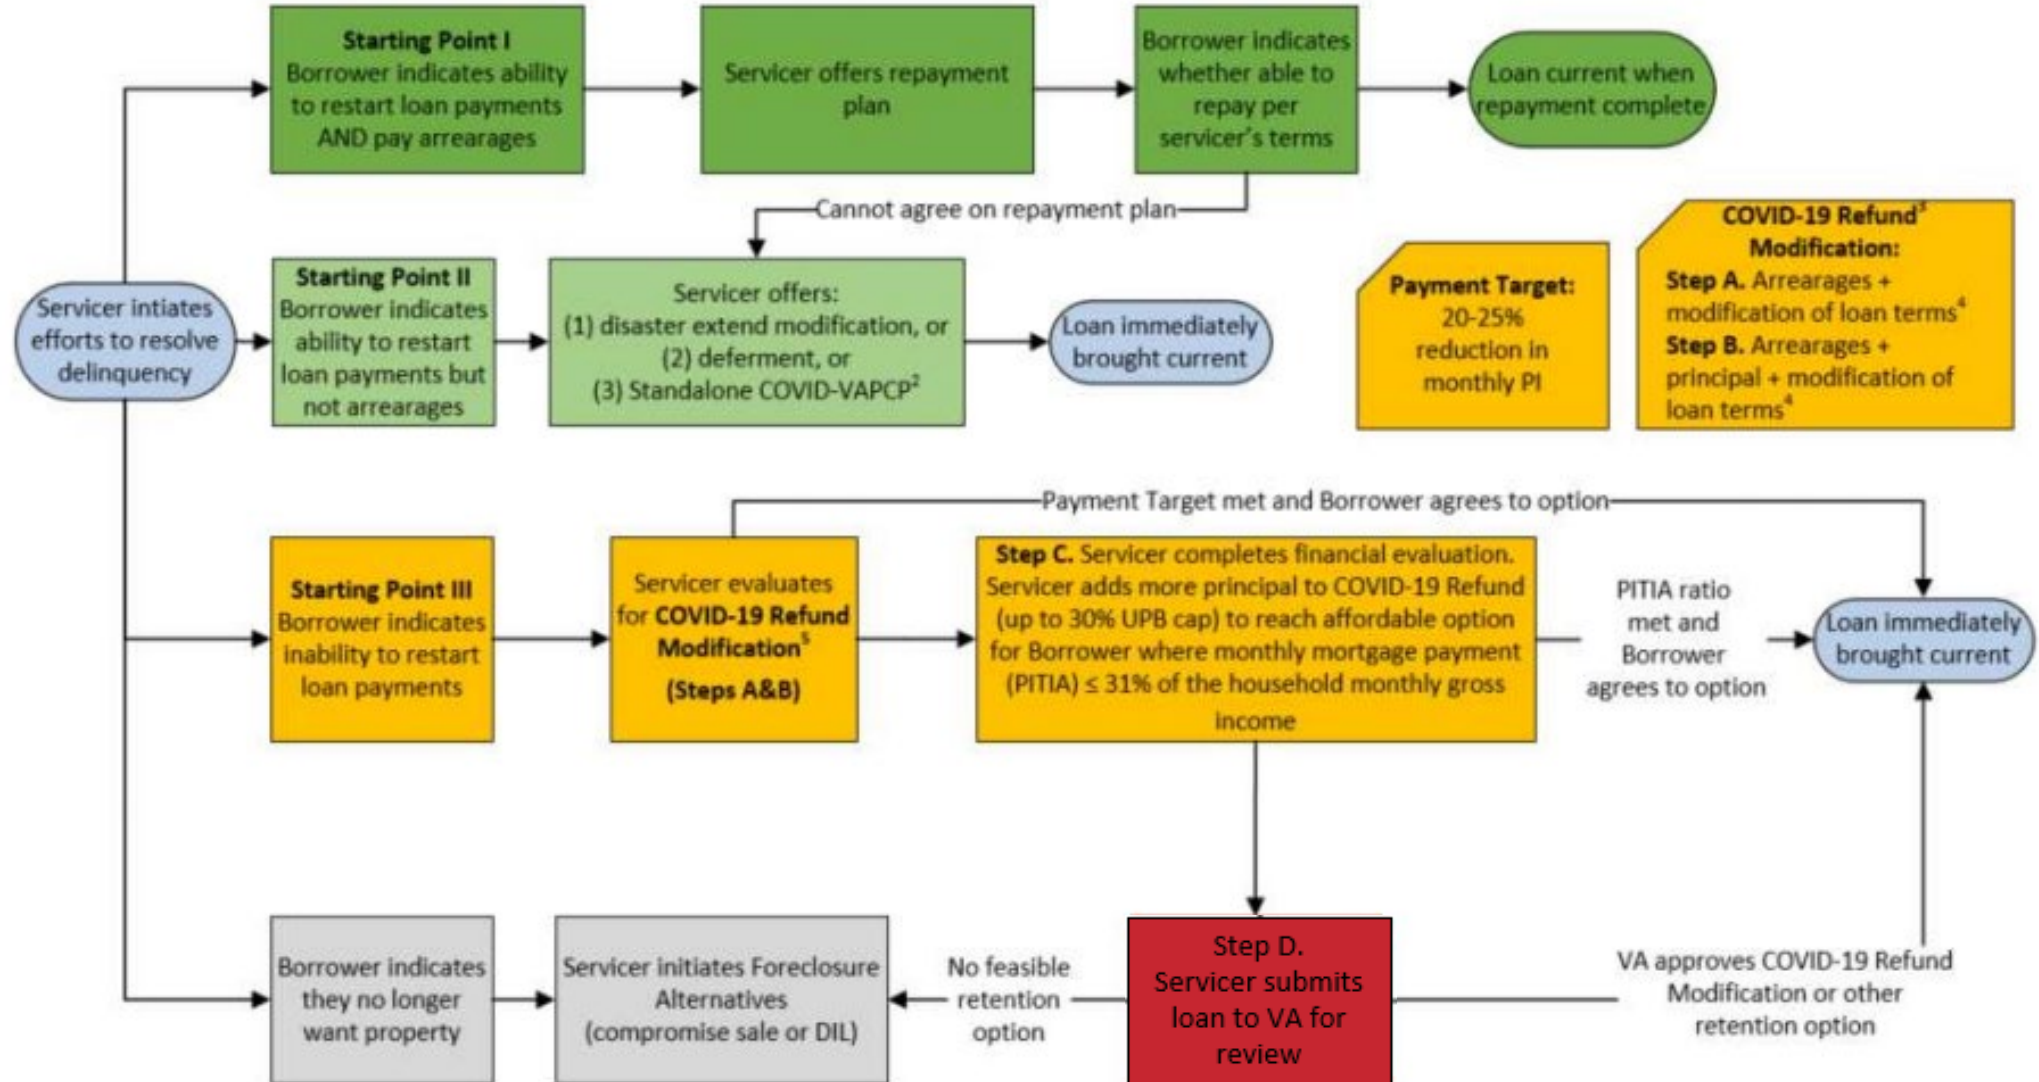 Starting Point I
Borrower indicates ability
to restart loan payments
AND pay arrearages
Servicer offers repayment
plan
Borrower indicates
whether able to
repay per
servicer's terms
Loan current when
repayment complete
Cannot agree on repayment plan
Servicer intiates
efforts to resolve
delinquency
Starting Point II
Borrower indicates
ability to restart
loan payments but
not arrearages
Servicer offers:
(1) disaster extend modification, or
(2) deferment, or
(3) Standalone COVID-VAPCP²
Loan immediately
brought current
Payment Target:
20-25%
reduction in
monthly PI
COVID-19 Refund³
Modification:
Step A. Arrearages +
modification of loan terms⁴
Step B. Arrearages +
principal + modification of
loan terms⁴
Payment Target met and Borrower agrees to option
Starting Point III
Borrower indicates
inability to restart
loan payments
Servicer evaluates
for COVID-19 Refund
Modification⁵
(Steps A&B)
Step C. Servicer completes financial evaluation.
Servicer adds more principal to COVID-19 Refund
(up to 30% UPB cap) to reach affordable option
for Borrower where monthly mortgage payment
(PITIA) ≤ 31% of the household monthly gross
income
PITIA ratio
met and
Borrower
agrees to option
Loan immediately
brought current
Borrower indicates
they no longer
want property
Servicer initiates Foreclosure
Alternatives
(compromise sale or DIL)
No feasible
retention
option
Step D.
Servicer submits
loan to VA for
review
VA approves COVID-19 Refund
Modification or other
retention option